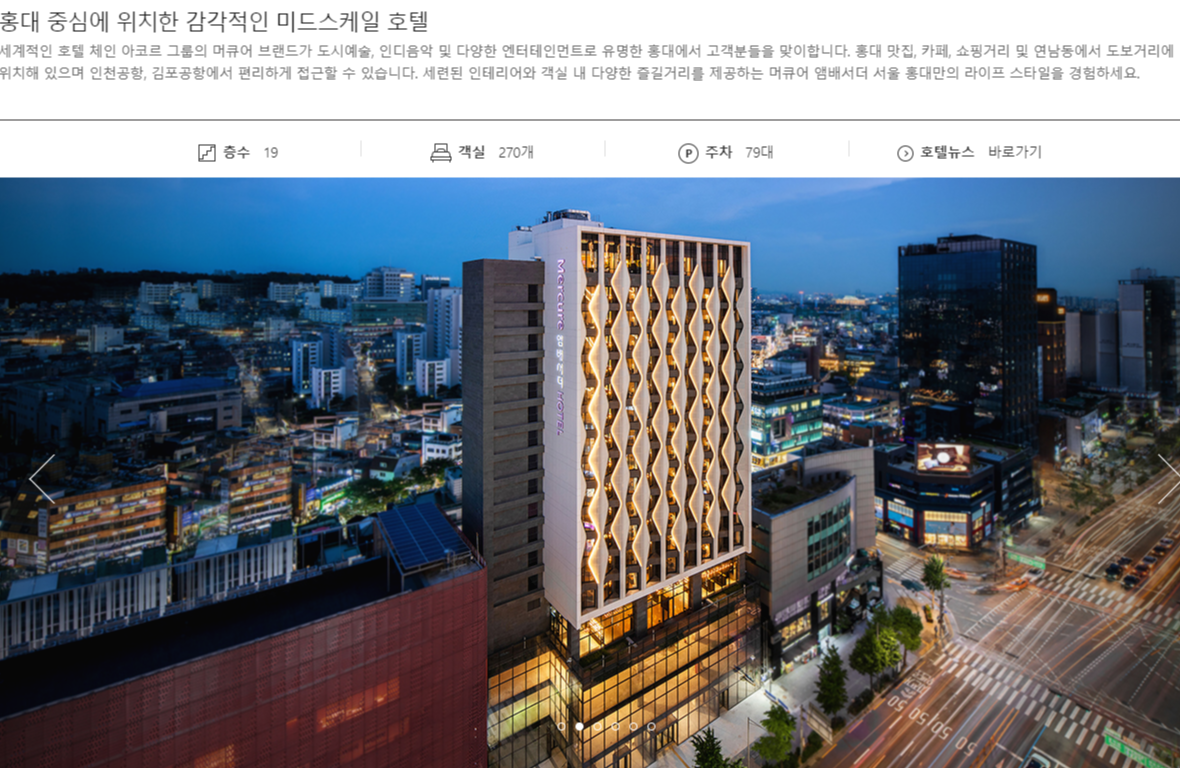 홍대 중심에 위치한 감각적인 미드스케일 호텔
세계적인 호텔 체인 아코르 그룹의 머큐어 브랜드가 도시예술, 인디음악 및 다양한 엔터테인먼트로 유명한 홍대에서 고객분들을 맞이합니다. 홍대 맛집, 카페, 쇼핑거리 및 연남동에서 도보거리에
위치해 있으며 인천공항, 김포공항에서 편리하게 접근할 수 있습니다. 세련된 인테리어와 객실 내 다양한 즐길거리를 제공하는 머큐어 앰배서더 서울 홍대만의 라이프 스타일을 경험하세요.
층수 19
객실 270개
P 주차 79대
호텔뉴스 바로가기
Mercure 앰배서더 HOTEL
50 50 50